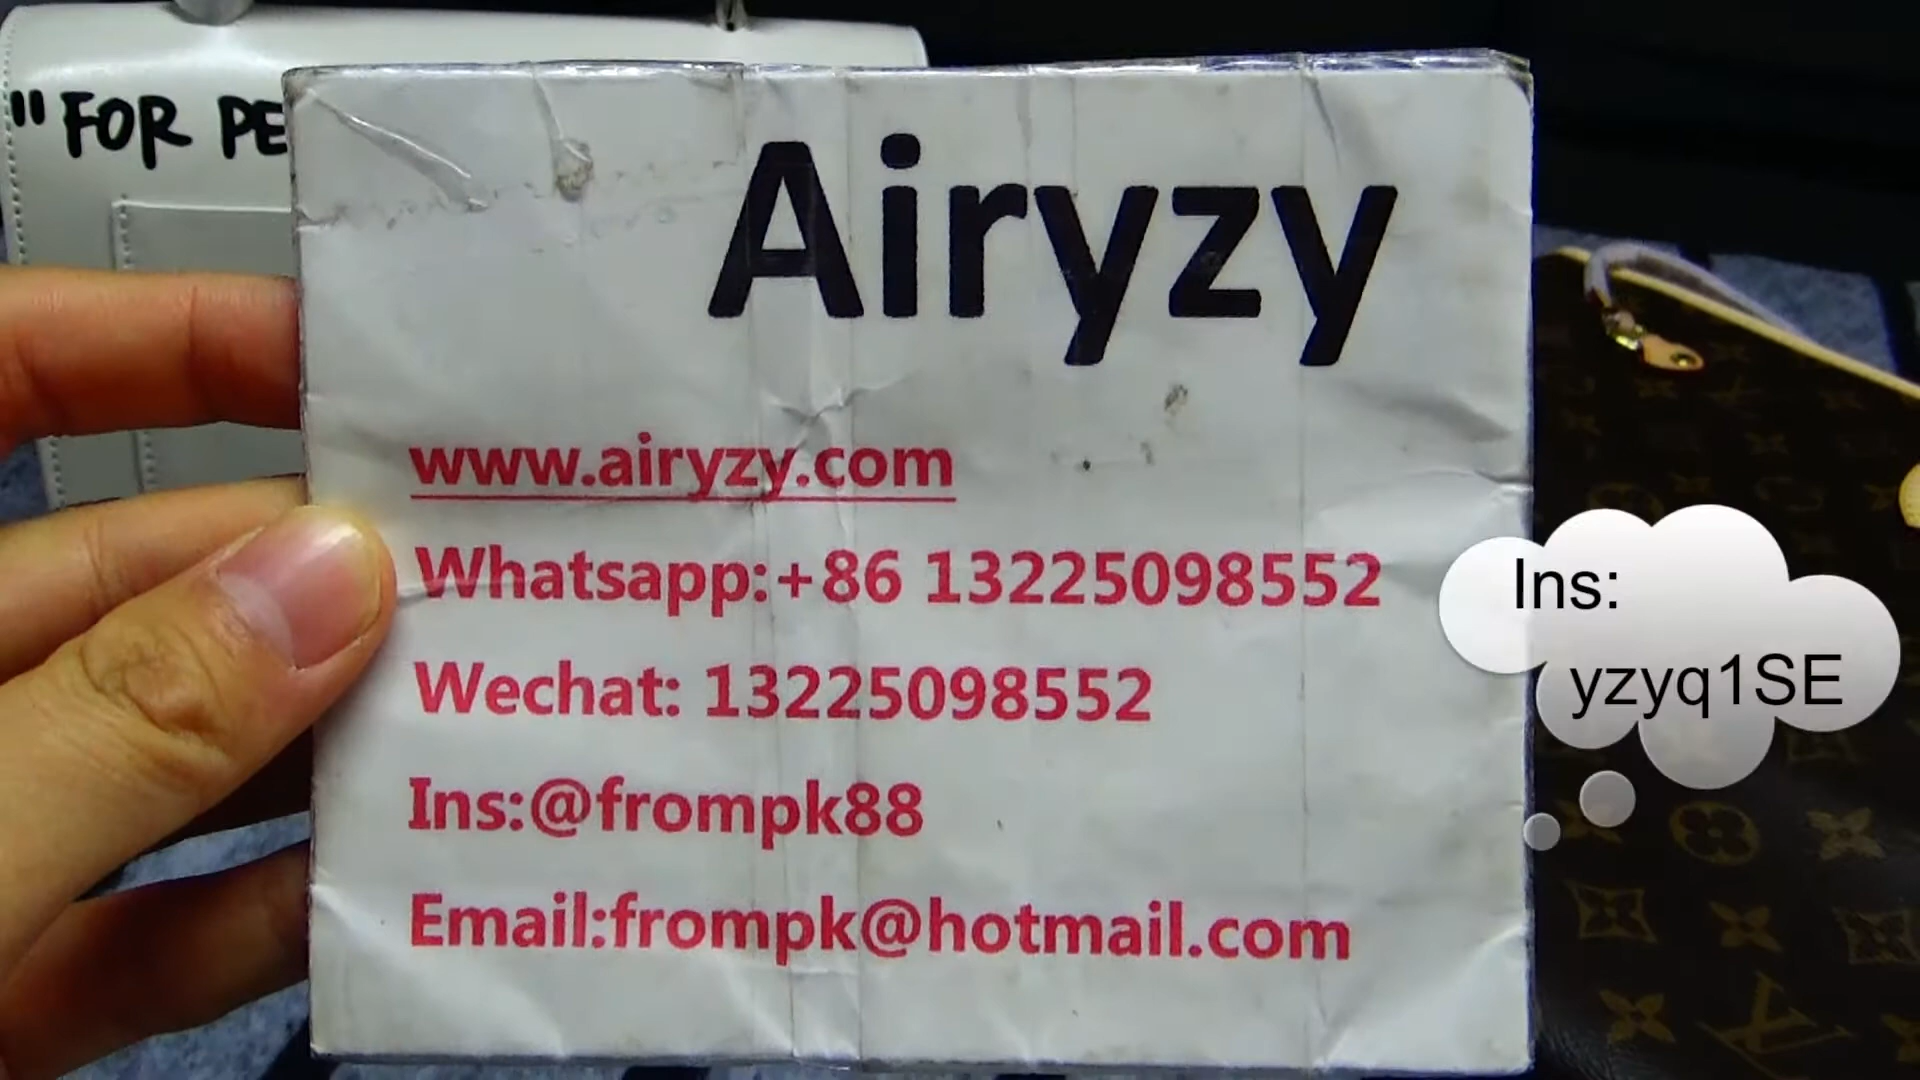 "FOR PE
Airyzy
www.airyzy.com
Whatsapp:+86 13225098552
Wechat: 13225098552
Ins:@frompk88
Email:frompk@hotmail.com
Ins:
yzyq1SE